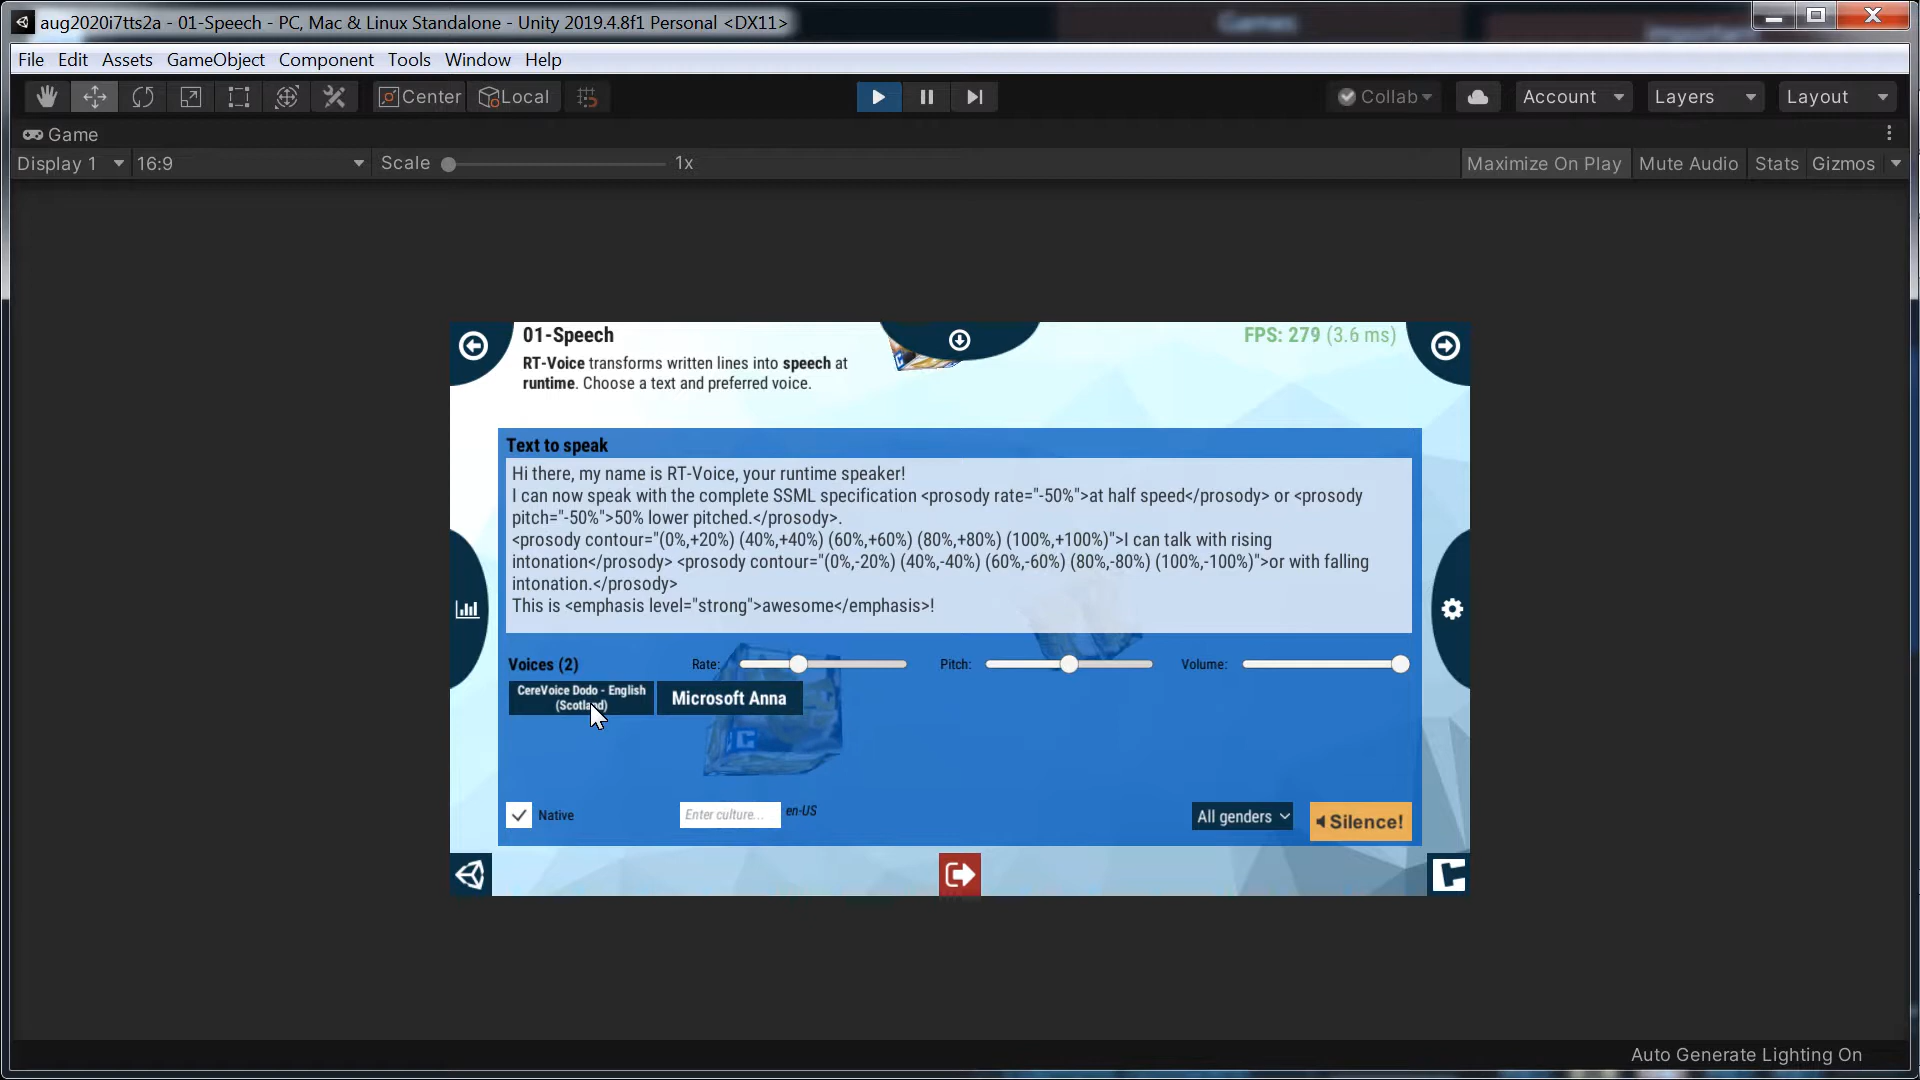 Games
Important
aug2020i7tts2a - 01-Speech - PC, Mac & Linux Standalone - Unity 2019.4.8f1 Personal <DX11>
File Edit Assets GameObject Component Tools Window Help
Center Local Collab Account Layers Layout
Game
Display 1 16:9 Scale 1x Maximize On Play Mute Audio Stats Gizmos
01-Speech
FPS: 279 (3.6 ms)
RT-Voice transforms written lines into speech at
runtime. Choose a text and preferred voice.
Text to speak
Hi there, my name is RT-Voice, your runtime speaker!
I can now speak with the complete SSML specification <prosody rate="-50%">at half speed</prosody> or <prosody
pitch="-50%">50% lower pitched.</prosody>.
<prosody contour="(0%,+20%) (40%,+40%) (60%,+60%) (80%,+80%) (100%,+100%)">I can talk with rising
intonation</prosody> <prosody contour="(0%,-20%) (40%,-40%) (60%,-60%) (80%,-80%) (100%,-100%)">or with falling
intonation.</prosody>
This is <emphasis level="strong">awesome</emphasis>!
Voices (2) Rate: Pitch: Volume:
CereVoice Dodo - English
(Scotland)
Microsoft Anna
Native Enter culture... en-US All genders Silence!
Auto Generate Lighting On